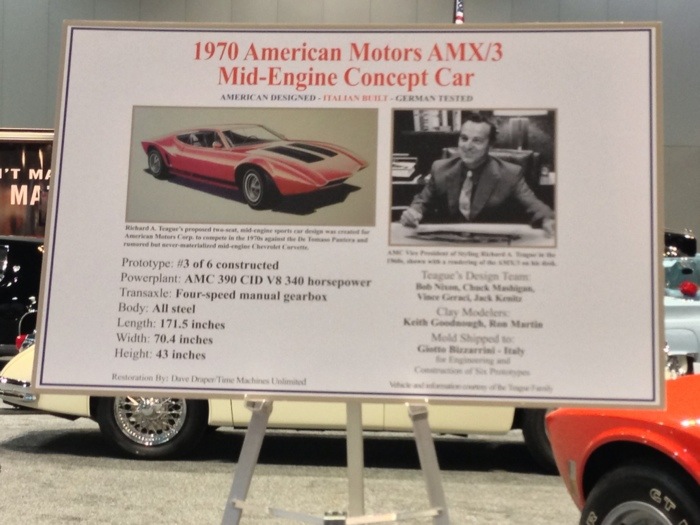 1970 American Motors AMX/3
Mid-Engine Concept Car
AMERICAN DESIGNED - ITALIAN BUILT - GERMAN TESTED
Richard A. Teague's proposed two-seat, mid-engine sports car design was created for
American Motors Corp. to compete in the 1970s against the De Tomaso Pantera and
rumored but never-materialized mid-engine Chevrolet Corvette.
Prototype: #3 of 6 constructed
Powerplant: AMC 390 CID V8 340 horsepower
Transaxle: Four-speed manual gearbox
Body: All steel
Length: 171.5 inches
Width: 70.4 inches
Height: 43 inches
Restoration By: Dave Draper/Time Machines Unlimited
AMC Vice President of Styling Richard A. Teague in the
1960s, shown with a rendering of the AMX/3 on his desk.
Teague's Design Team:
Bob Nixon, Chuck Mashigan,
Vince Geraci, Jack Kenitz
Clay Modelers:
Keith Goodnough, Ron Martin
Mold Shipped to:
Giotto Bizzarrini - Italy
for Engineering and
Construction of Six Prototypes
Vehicle and information courtesy of the Teague Family
'T MA
MA
GT